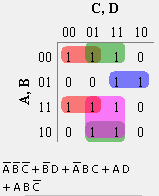 C, D
00 01 11 10
A, B
00 1 1 1 0
01 0 0 1 1
11 1 1 1 0
10 0 1 1 0
A̅B̅C̅ + B̅D + A̅BC + AD
+ ABC̅